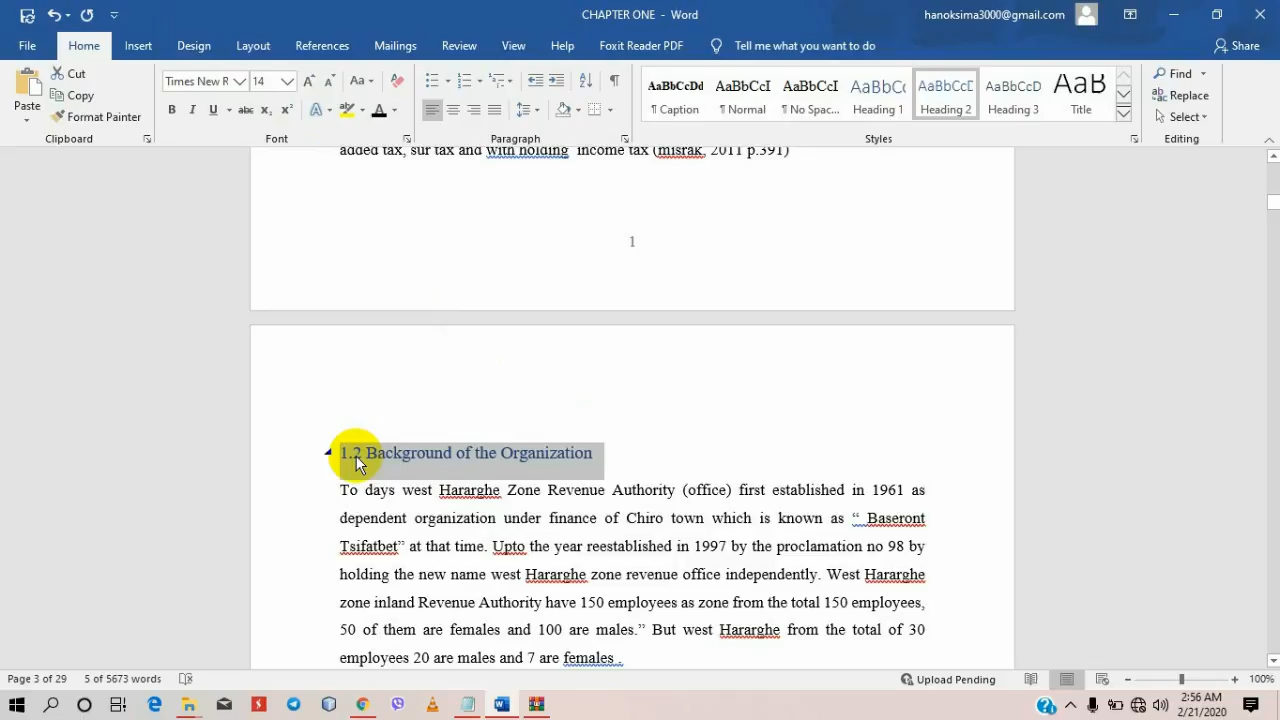 CHAPTER ONE - Word
hanoksima3000@gmail.com
File Home Insert Design Layout References Mailings Review View Help Foxit Reader PDF Tell me what you want to do Share
Paste
Cut
Copy
Format Painter
Clipboard
Times New R 14
Font
Paragraph
AaBbCcDd AaBbCcI AaBbCcI AaBbCc AaBbCcD AaBbCcD AaB
¶ Caption ¶ Normal ¶ No Spac... Heading 1 Heading 2 Heading 3 Title
Styles
Find
Replace
Select
Editing
added tax, sur tax and with holding income tax (misrak, 2011 p.391)
1
1.2 Background of the Organization
To days west Hararghe Zone Revenue Authority (office) first established in 1961 as
dependent organization under finance of Chiro town which is known as “ Baseront
Tsifatbet” at that time. Upto the year reestablished in 1997 by the proclamation no 98 by
holding the new name west Hararghe zone revenue office independently. West Hararghe
zone inland Revenue Authority have 150 employees as zone from the total 150 employees,
50 of them are females and 100 are males.” But west Hararghe from the total of 30
employees 20 are males and 7 are females .
Page 3 of 29 5 of 5673 words Upload Pending 100%
2:56 AM
2/21/2020